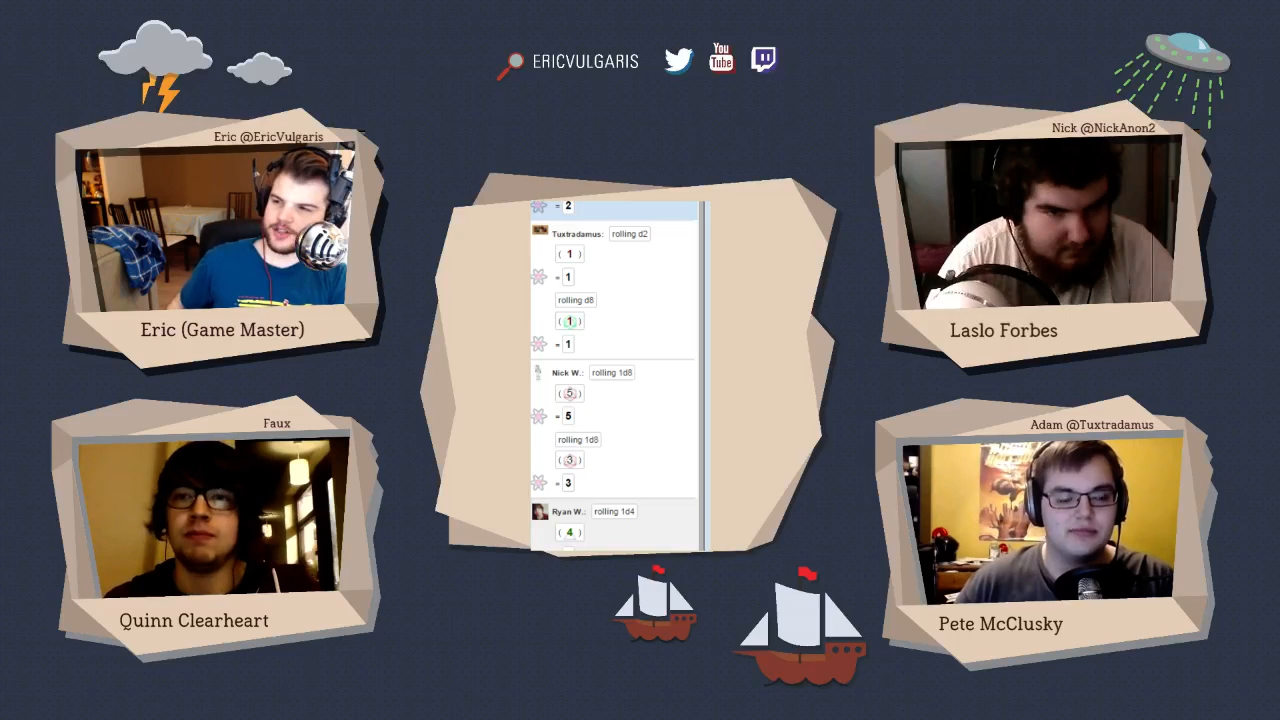 ERICVULGARIS
You
Tube
Eric @EricVulgaris
Eric (Game Master)
Nick @NickAnon2
Laslo Forbes
= 2
Tuxtradamus: rolling d2
( 1 )
= 1
rolling d8
( 1 )
= 1
Nick W.: rolling 1d8
( 5 )
= 5
rolling 1d8
( 3 )
= 3
Ryan W.: rolling 1d4
( 4 )
Faux
Quinn Clearheart
Adam @Tuxtradamus
Pete McClusky